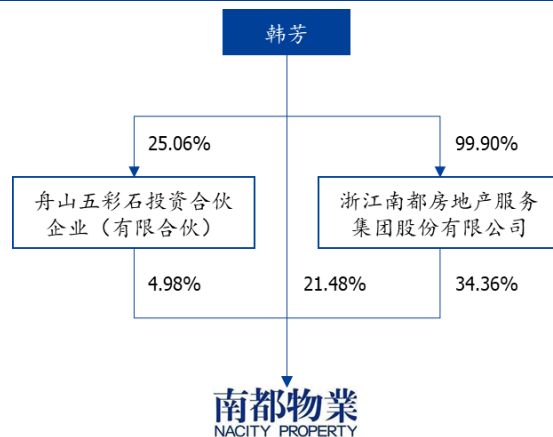 韩芳
25.06%
99.90%
舟山五彩石投资合伙
企业（有限合伙）
浙江南都房地产服务
集团股份有限公司
4.98%
21.48%
34.36%
南都物業
NACITY PROPERTY